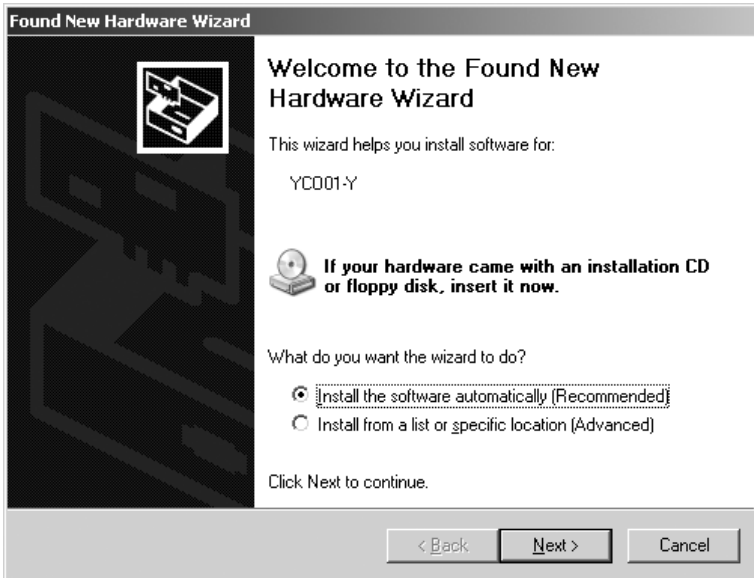 Found New Hardware Wizard
Welcome to the Found New
Hardware Wizard
This wizard helps you install software for:
YC001-Y
If your hardware came with an installation CD
or floppy disk, insert it now.
What do you want the wizard to do?
Install the software automatically (Recommended)
Install from a list or specific location (Advanced)
Click Next to continue.
< Back Next > Cancel